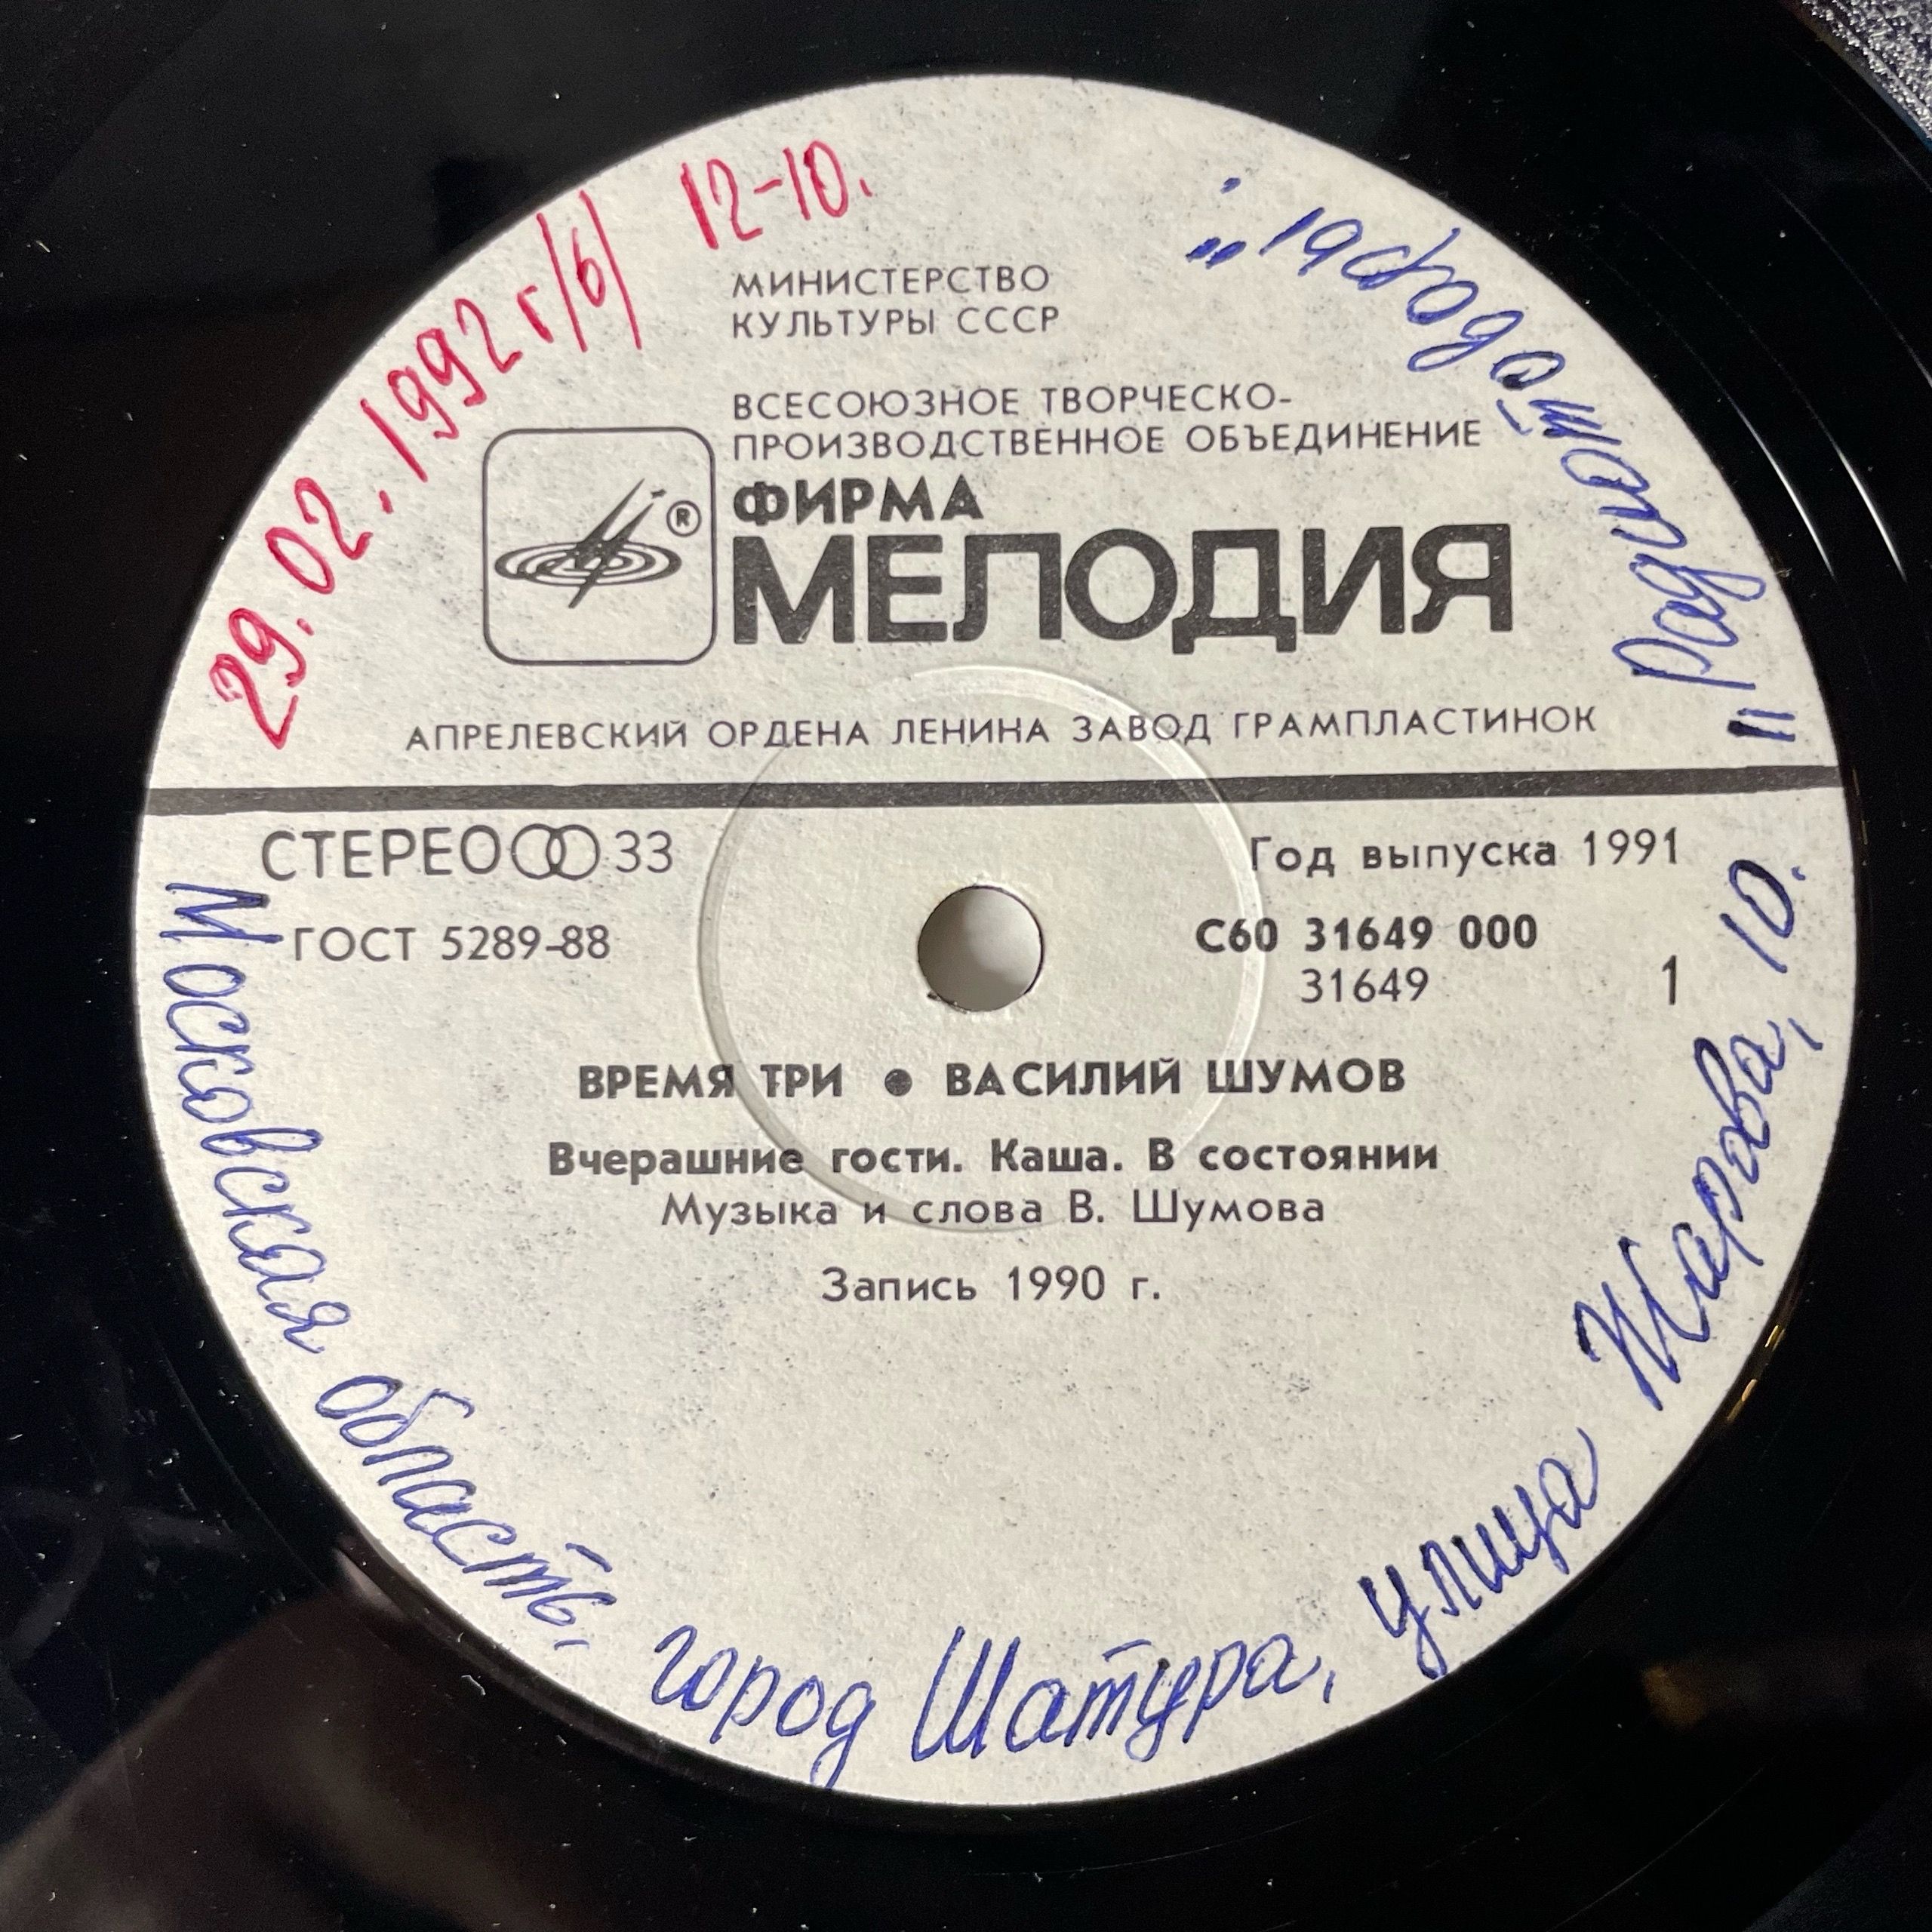 29.02.1992 г/б/ 12-10.
"Радиотовары".
МИНИСТЕРСТВО
КУЛЬТУРЫ СССР
ВСЕСОЮЗНОЕ ТВОРЧЕСКО-
ПРОИЗВОДСТВЕННОЕ ОБЪЕДИНЕНИЕ
ФИРМА
МЕЛОДИЯ
®
АПРЕЛЕВСКИЙ ОРДЕНА ЛЕНИНА ЗАВОД ГРАМПЛАСТИНОК
СТЕРЕО 33
Год выпуска 1991
ГОСТ 5289-88
С60 31649 000
31649
1
ВРЕМЯ ТРИ ● ВАСИЛИЙ ШУМОВ
Вчерашние гости. Каша. В состоянии
Музыка и слова В. Шумова
Запись 1990 г.
Московская область, город Шатура, улица Жарова, 10.